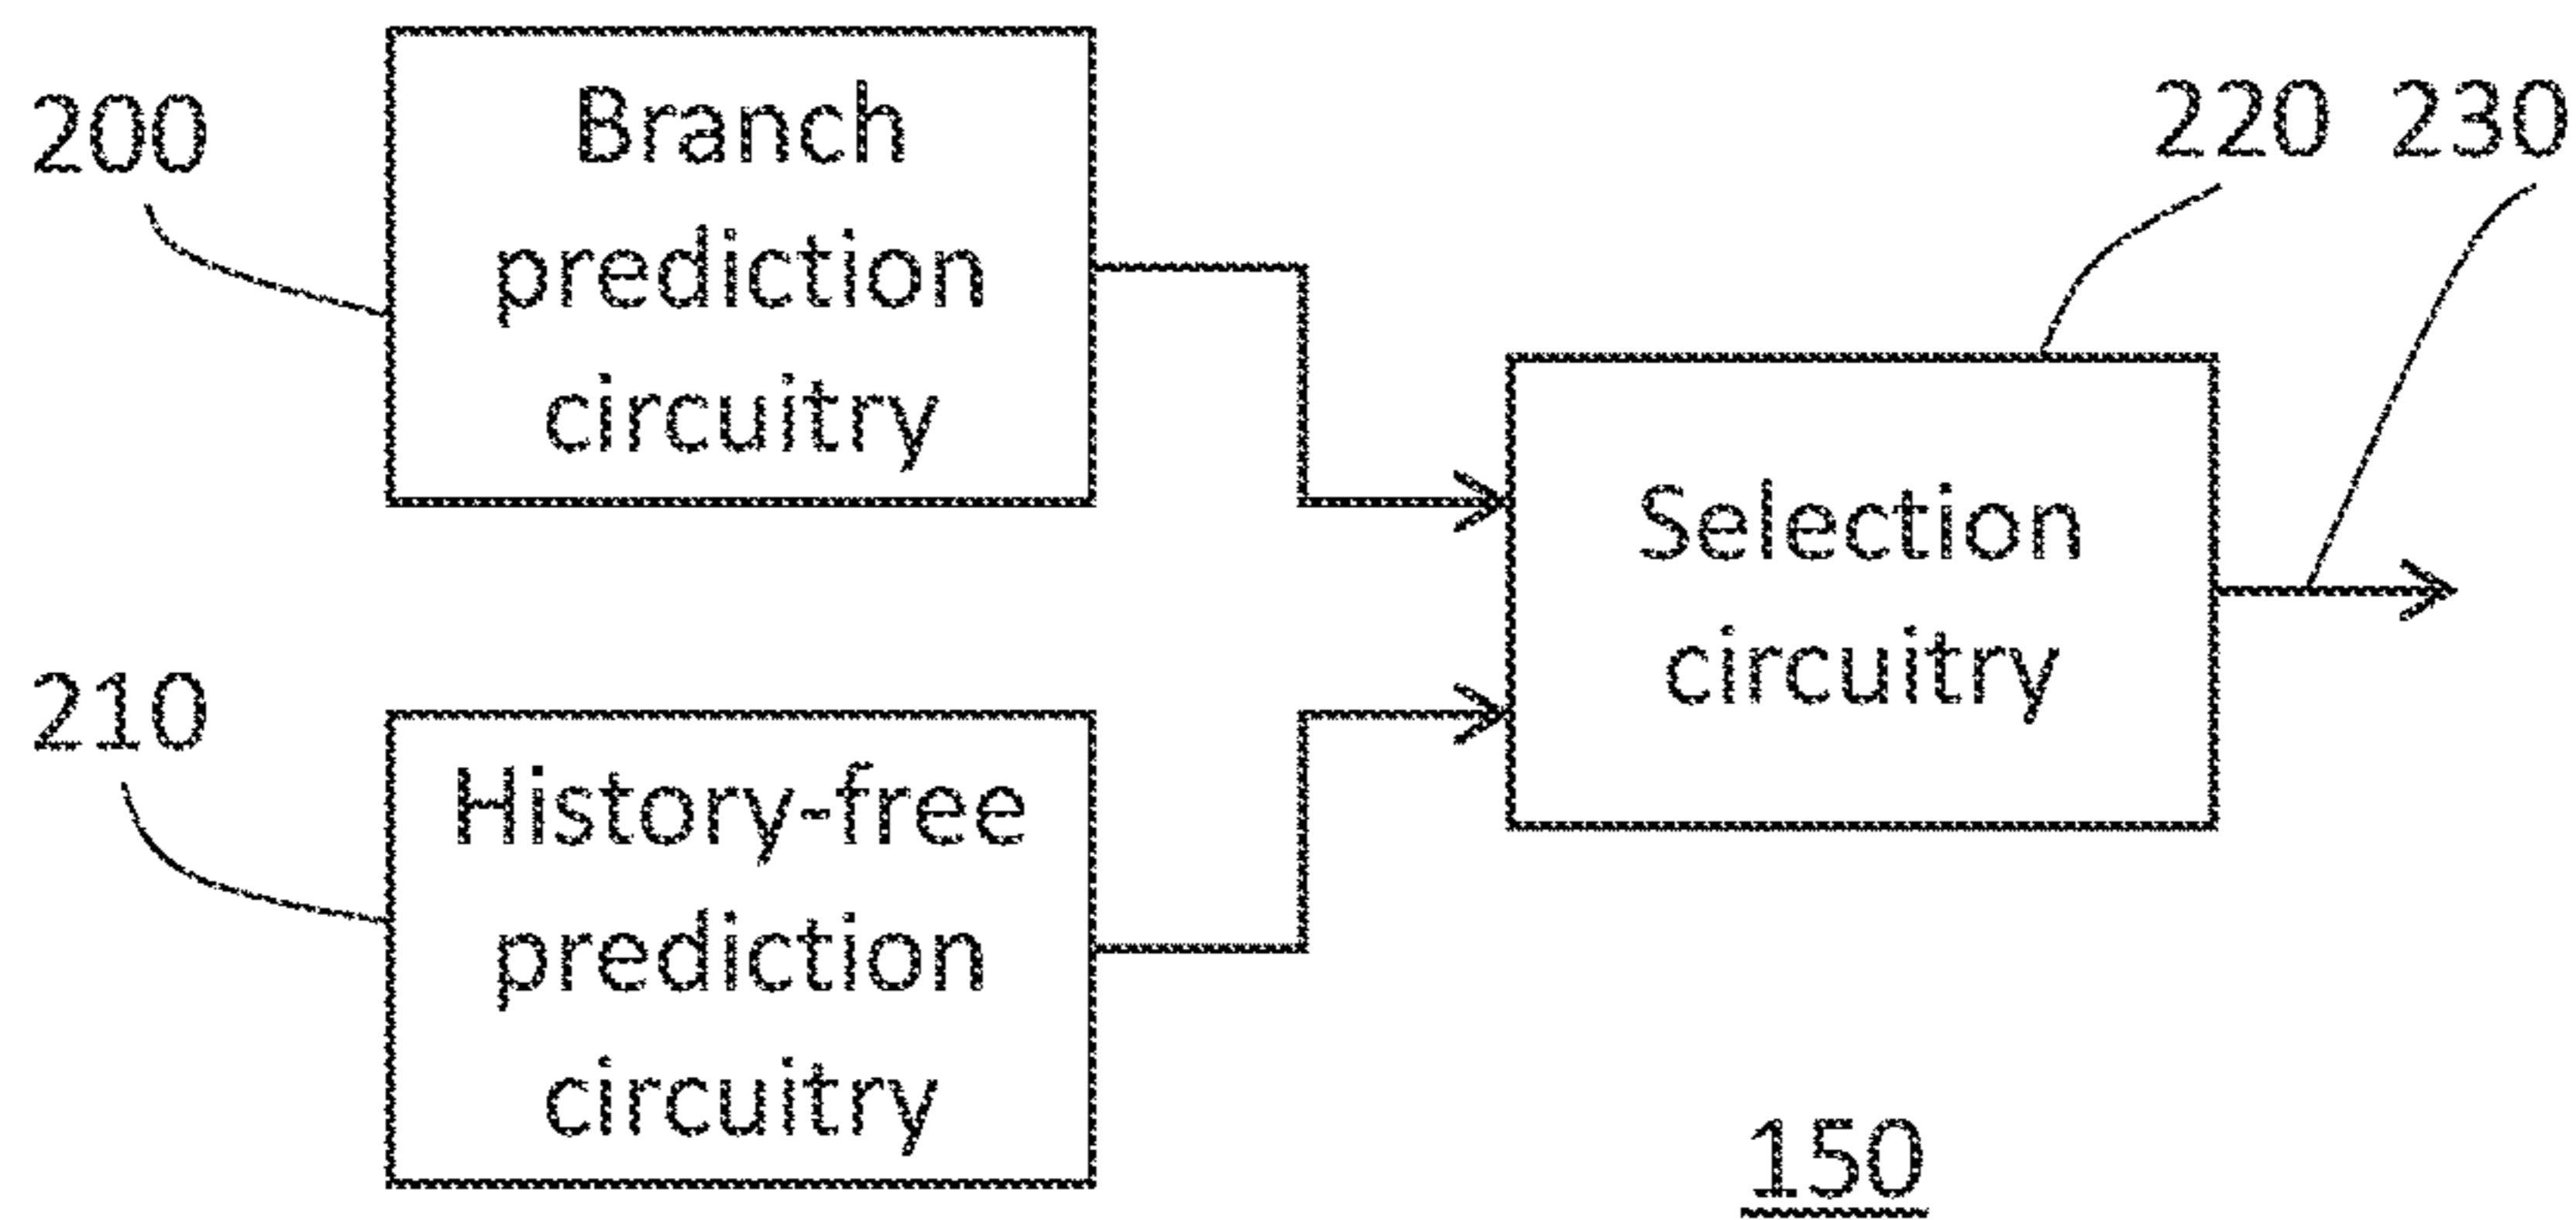 200
Branch
prediction
circuitry
220
230
Selection
circuitry
210
History-free
prediction
circuitry
150